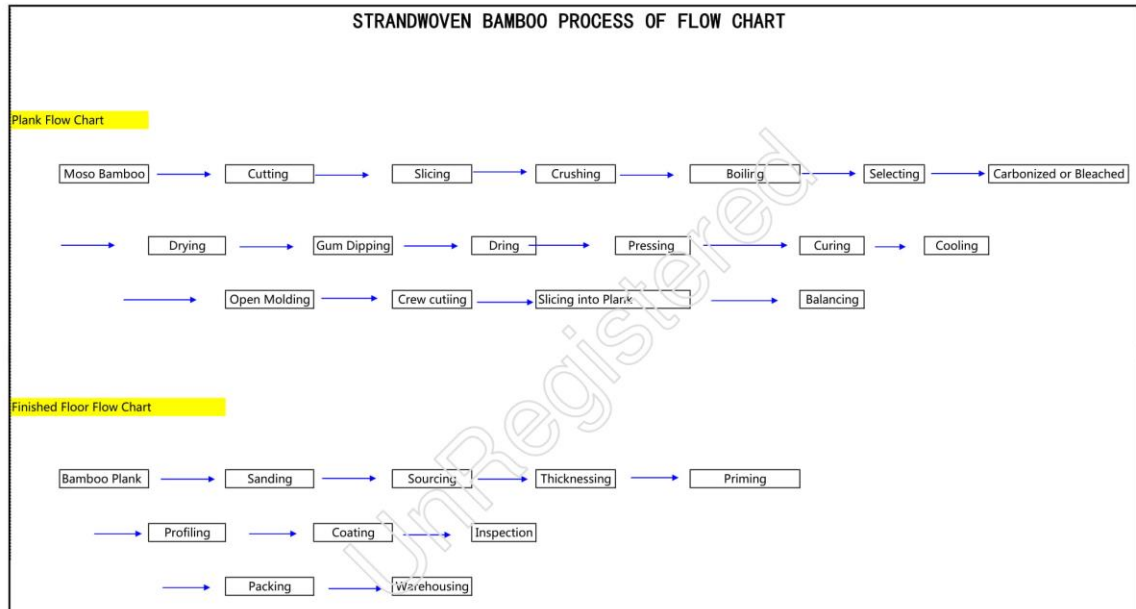 STRANDWOVEN BAMBOO PROCESS OF FLOW CHART
Plank Flow Chart
Moso Bamboo Cutting Slicing Crushing Boiling Selecting Carbonized or Bleached
Drying Gum Dipping Dring Pressing Curing Cooling
Open Molding Crew cutiing Slicing into Plank Balancing
Finished Floor Flow Chart
Bamboo Plank Sanding Sourcing Thicknessing Priming
Profiling Coating Inspection
Packing Warehousing
UnRegistered